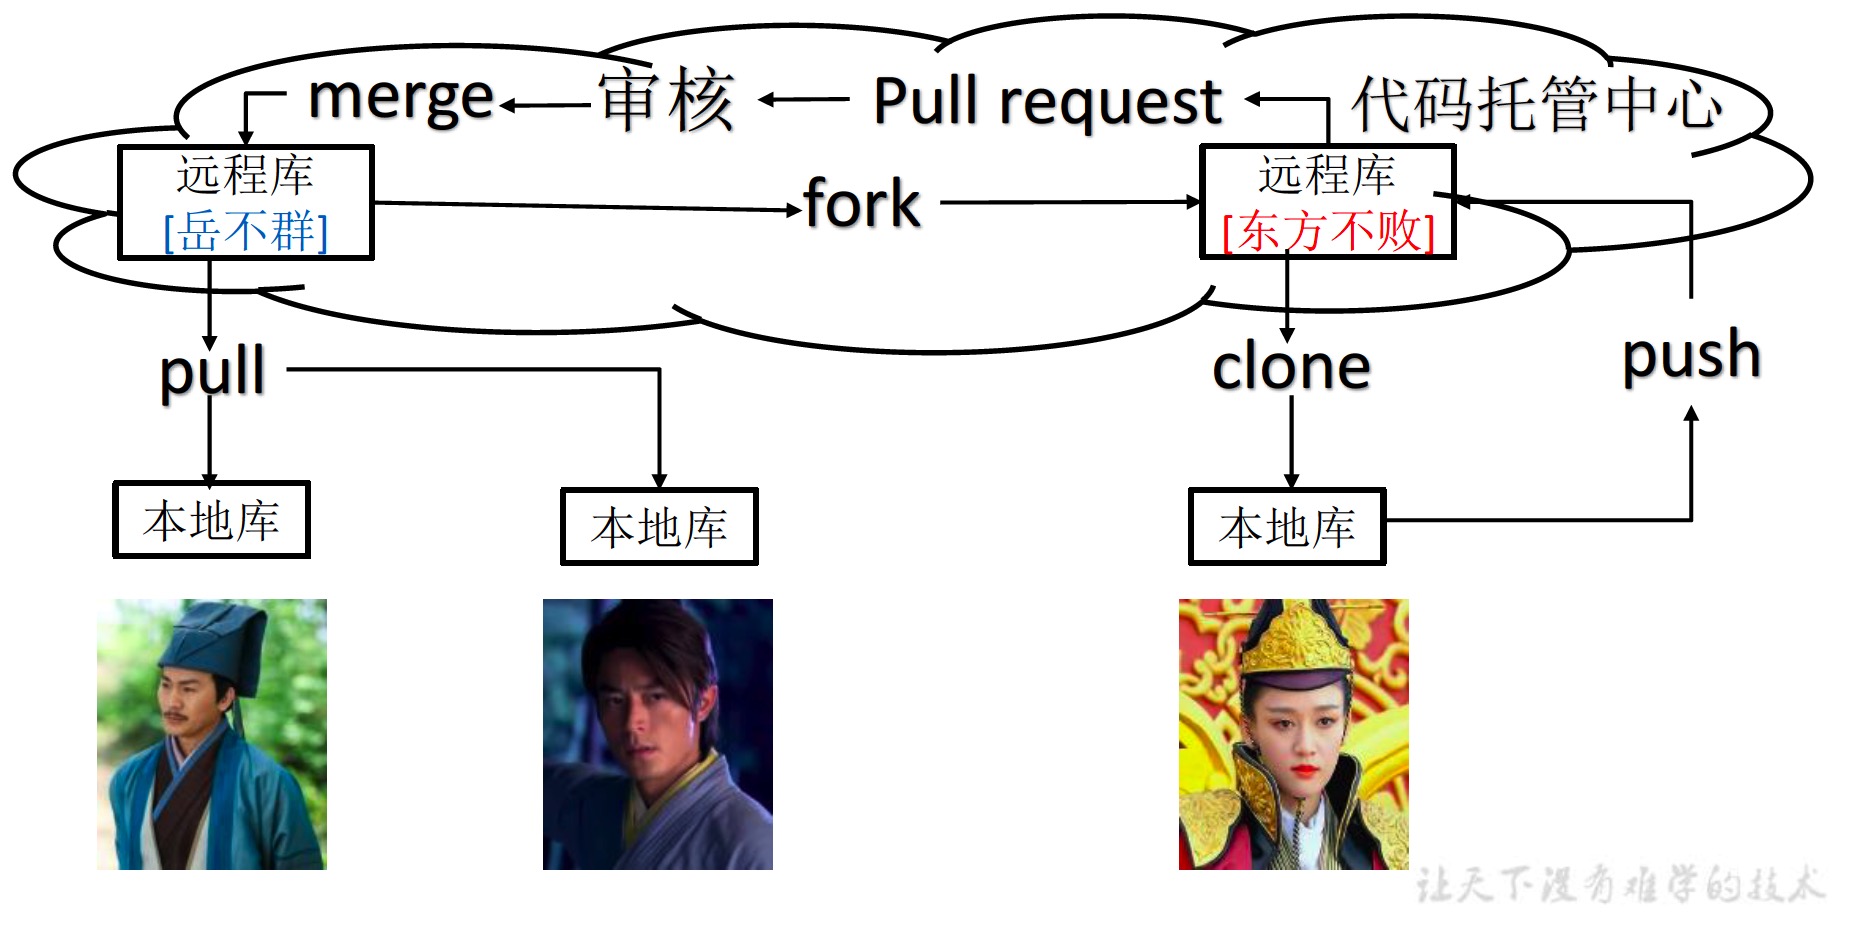 merge
审核
Pull request
代码托管中心
远程库
[岳不群]
fork
远程库
[东方不败]
pull
clone
push
本地库
本地库
本地库
让天下没有难学的技术